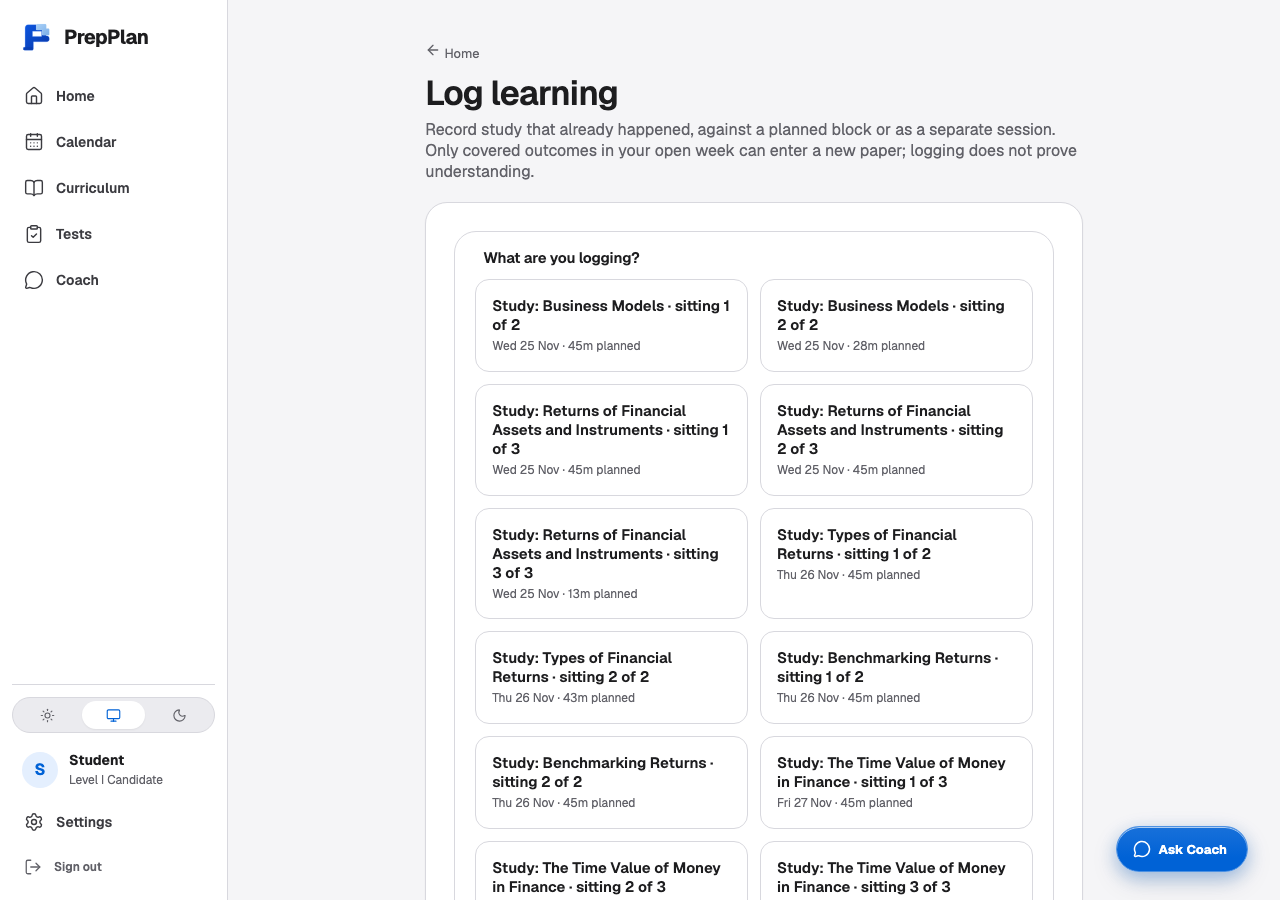 PrepPlan
Home
Calendar
Curriculum
Tests
Coach
S
Student
Level I Candidate
Settings
Sign out
Home
Log learning
Record study that already happened, against a planned block or as a separate session.
Only covered outcomes in your open week can enter a new paper; logging does not prove
understanding.
What are you logging?
Study: Business Models · sitting 1
of 2
Wed 25 Nov · 45m planned
Study: Business Models · sitting
2 of 2
Wed 25 Nov · 28m planned
Study: Returns of Financial
Assets and Instruments · sitting 1
of 3
Wed 25 Nov · 45m planned
Study: Returns of Financial
Assets and Instruments · sitting
2 of 3
Wed 25 Nov · 45m planned
Study: Returns of Financial
Assets and Instruments · sitting
3 of 3
Wed 25 Nov · 13m planned
Study: Types of Financial
Returns · sitting 1 of 2
Thu 26 Nov · 45m planned
Study: Types of Financial
Returns · sitting 2 of 2
Thu 26 Nov · 43m planned
Study: Benchmarking Returns ·
sitting 1 of 2
Thu 26 Nov · 45m planned
Study: Benchmarking Returns ·
sitting 2 of 2
Thu 26 Nov · 45m planned
Study: The Time Value of Money
in Finance · sitting 1 of 3
Fri 27 Nov · 45m planned
Study: The Time Value of Money
in Finance · sitting 2 of 3
Study: The Time Value of Money
in Finance · sitting 3 of 3
Ask Coach